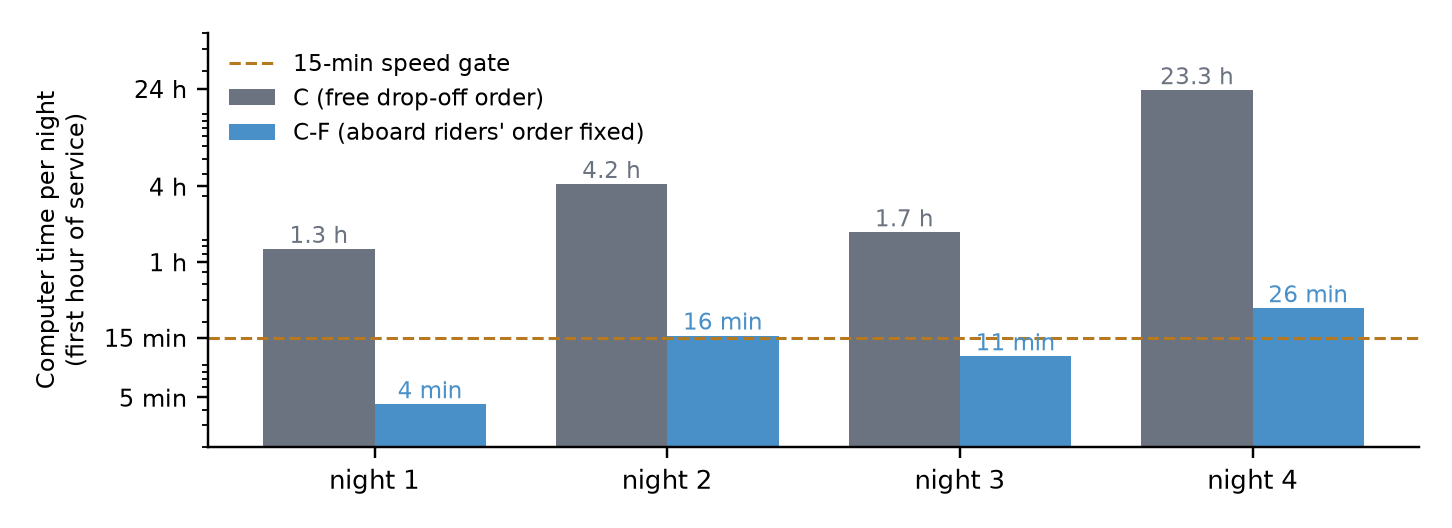 Computer time per night
(first hour of service)
24 h
4 h
1 h
15 min
5 min
15-min speed gate
C (free drop-off order)
C-F (aboard riders' order fixed)
1.3 h
4 min
4.2 h
16 min
1.7 h
11 min
23.3 h
26 min
night 1
night 2
night 3
night 4